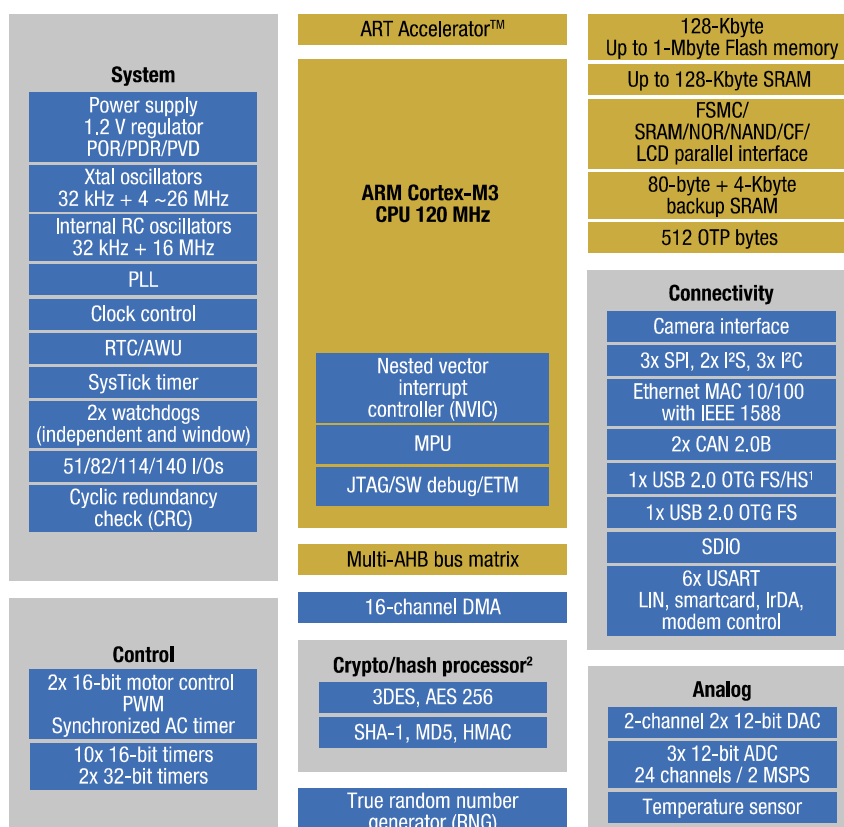 System
Power supply
1.2 V regulator
POR/PDR/PVD
Xtal oscillators
32 kHz + 4 ~26 MHz
Internal RC oscillators
32 kHz + 16 MHz
PLL
Clock control
RTC/AWU
SysTick timer
2x watchdogs
(independent and window)
51/82/114/140 I/Os
Cyclic redundancy
check (CRC)
Control
2x 16-bit motor control
PWM
Synchronized AC timer
10x 16-bit timers
2x 32-bit timers
ART Accelerator™
ARM Cortex-M3
CPU 120 MHz
Nested vector
interrupt
controller (NVIC)
MPU
JTAG/SW debug/ETM
Multi-AHB bus matrix
16-channel DMA
Crypto/hash processor²
3DES, AES 256
SHA-1, MD5, HMAC
True random number
generator (RNG)
128-Kbyte
Up to 1-Mbyte Flash memory
Up to 128-Kbyte SRAM
FSMC/
SRAM/NOR/NAND/CF/
LCD parallel interface
80-byte + 4-Kbyte
backup SRAM
512 OTP bytes
Connectivity
Camera interface
3x SPI, 2x I²S, 3x I²C
Ethernet MAC 10/100
with IEEE 1588
2x CAN 2.0B
1x USB 2.0 OTG FS/HS¹
1x USB 2.0 OTG FS
SDIO
6x USART
LIN, smartcard, IrDA,
modem control
Analog
2-channel 2x 12-bit DAC
3x 12-bit ADC
24 channels / 2 MSPS
Temperature sensor